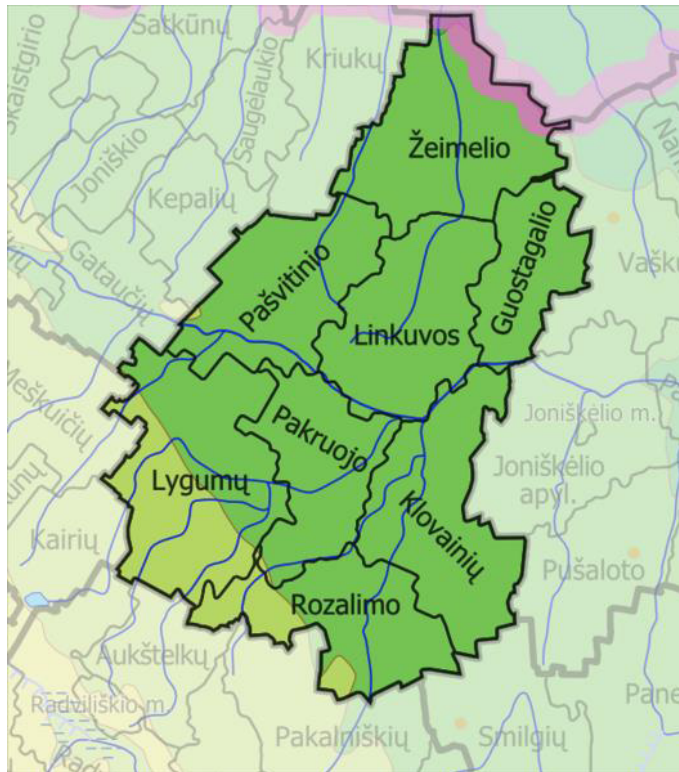 Satkūnų
Kriukų
Skaistgirio
Saugėlaukio
Joniškio
Žeimelio
Kepalių
Guostagalio
Gataučių
Vašk
Pašvitinio
Linkuvos
Meškuičių
Joniškėlio m.
Pakruojo
Joniškėlio
apyl.
Lygumų
Klovainių
Kairių
Pušaloto
Rozalimo
Aukštelkų
Radviliškio m.
Pane
Pakalniškių
Smilgių